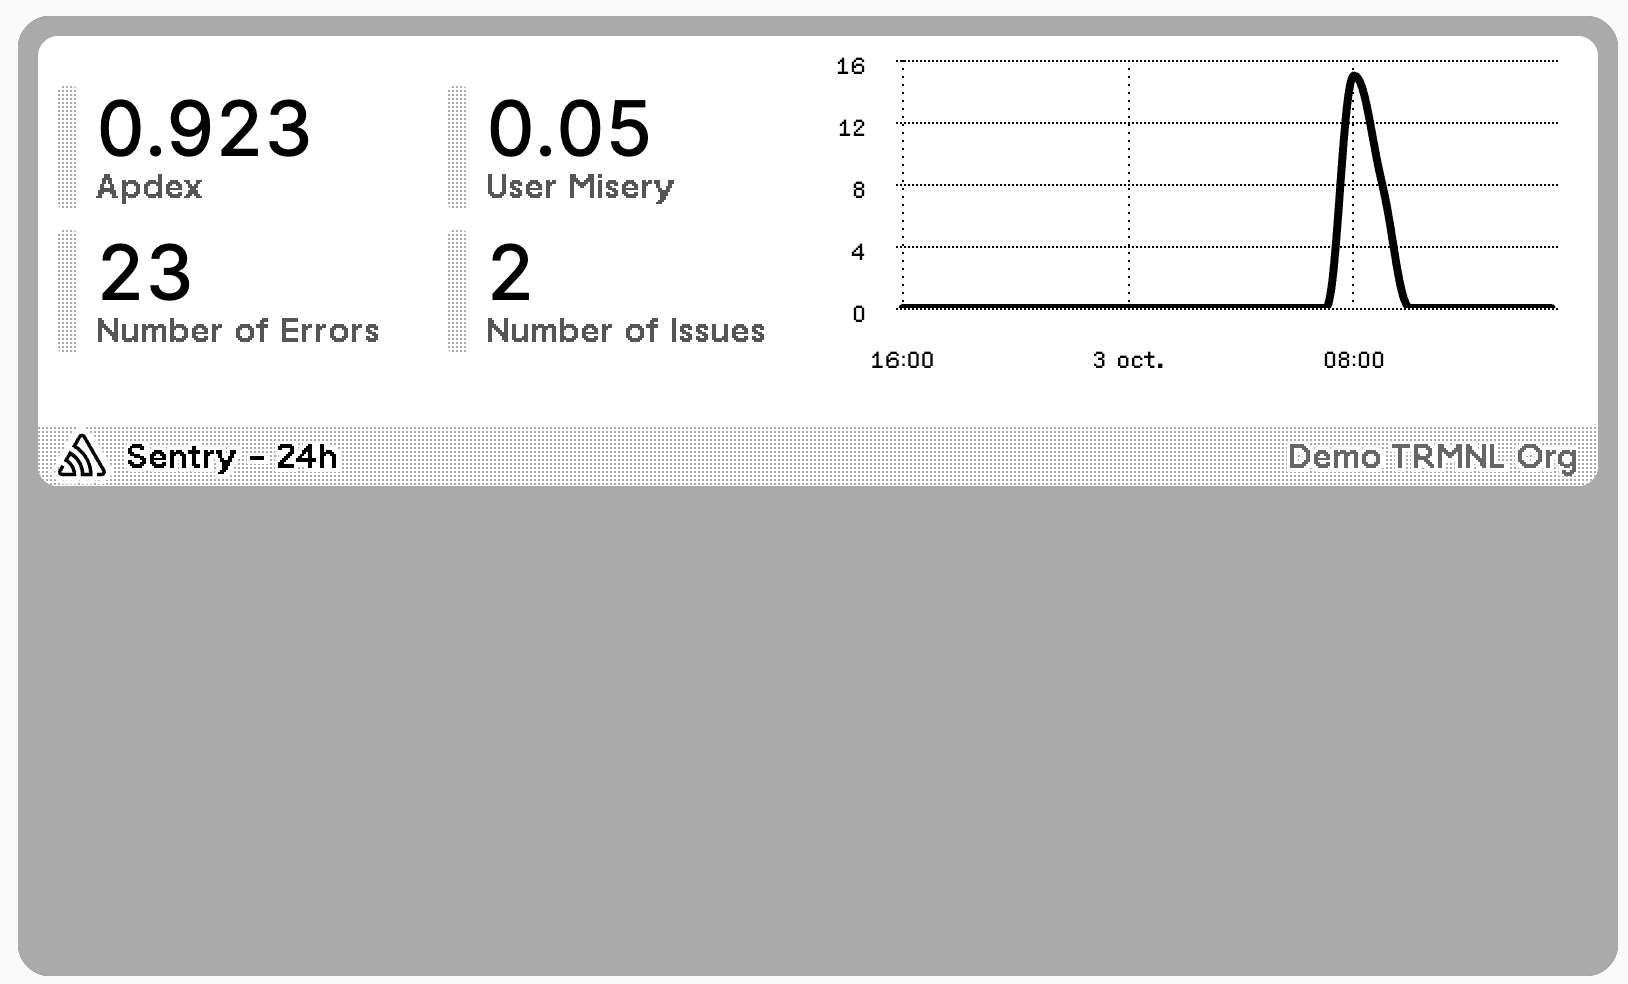 0.923
Apdex
0.05
User Misery
23
Number of Errors
2
Number of Issues
16
12
8
4
0
16:00
3 oct.
08:00
Sentry - 24h
Demo TRMNL Org